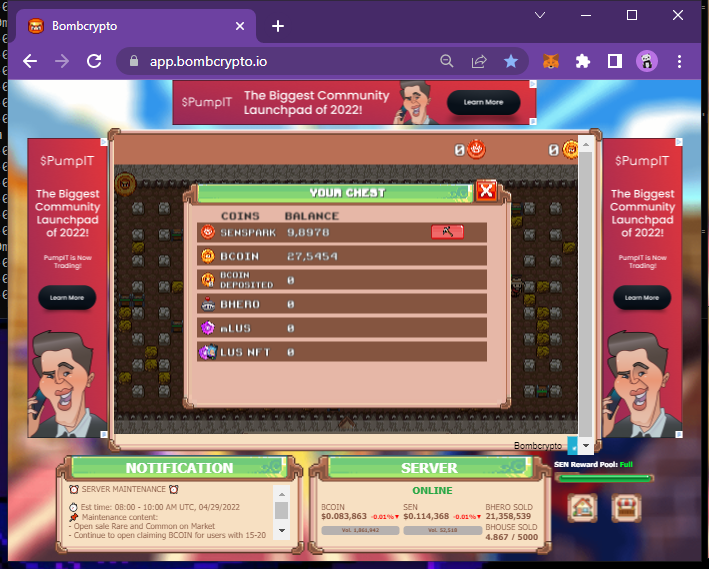 Bombcrypto
app.bombcrypto.io
$PumpIT
The Biggest Community
Launchpad of 2022!
Learn More
$PumpIT
The Biggest
Community
Launchpad
of 2022!
PumpIT is Now
Trading!
Learn More
0
0
YOUR CHEST
COINS BALANCE
SENSPARK 9,8978
BCOIN 27,5454
BCOIN
DEPOSITED 0
BHERO 0
mLUS 0
LUS NFT 0
$PumpIT
The Biggest
Community
Launchpad
of 2022!
PumpIT is Now
Trading!
Learn More
Bombcrypto
NOTIFICATION
SERVER MAINTENANCE
Est time: 08:00 - 10:00 AM UTC, 04/29/2022
Maintenance content:
- Open sale Rare and Common on Market
- Continue to open claiming BCOIN for users with 15-20
SERVER
ONLINE
BCOIN
$0.083,863 -0.01%▼
SEN
$0.114,368 -0.01%▼
BHERO SOLD
21,358,539
BHOUSE SOLD
4.867 / 5000
SEN Reward Pool: Full